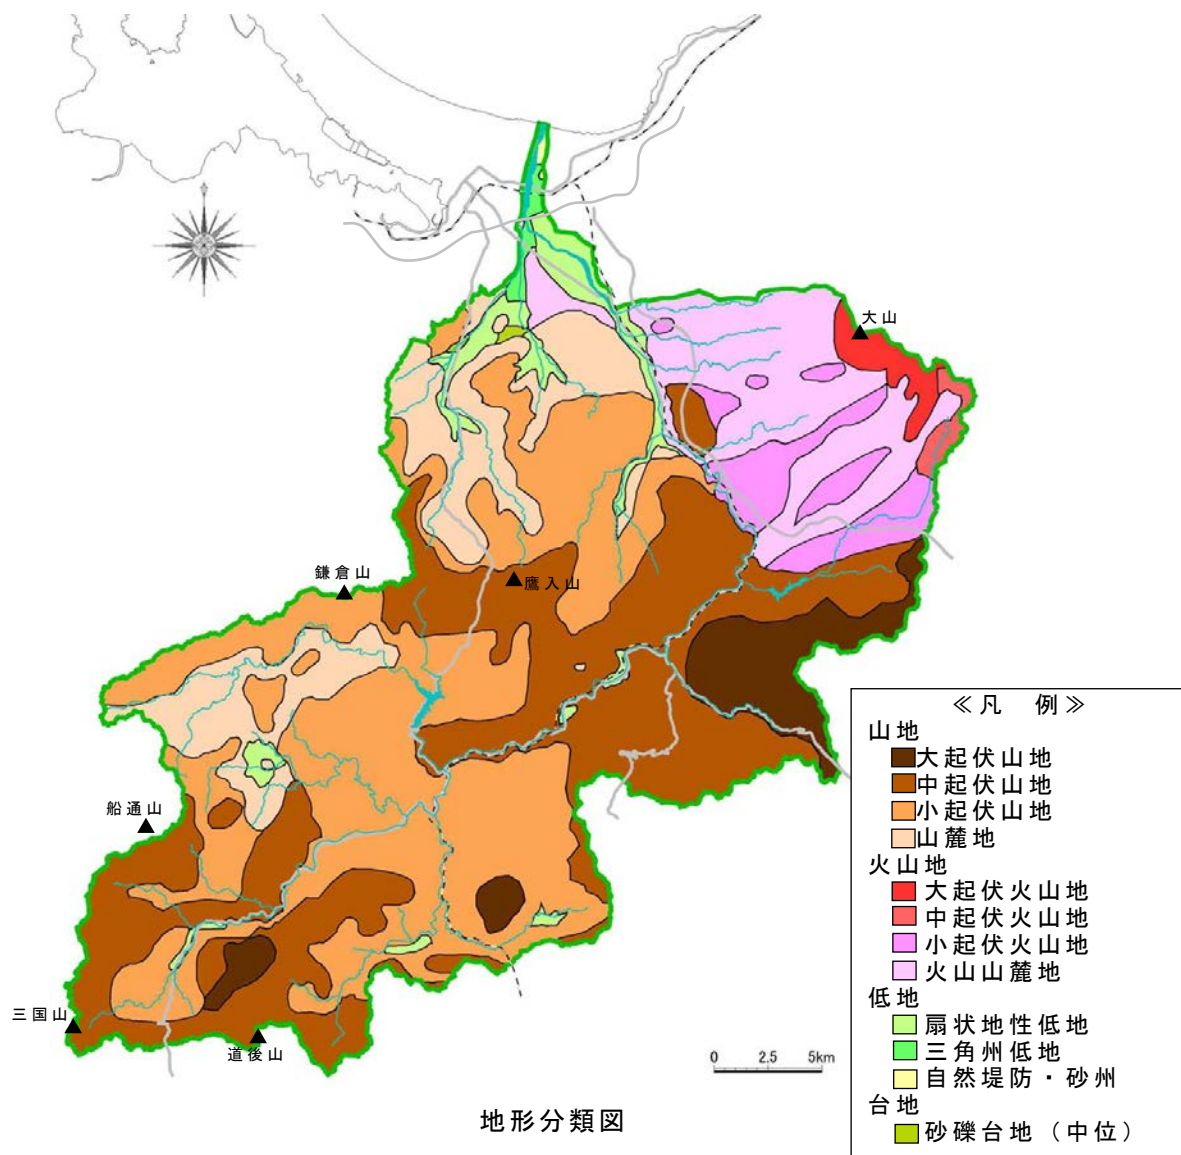 大山
鎌倉山
鷹入山
船通山
三国山
道後山
0 2.5 5km
地形分類図
≪凡 例≫
山地
大起伏山地
中起伏山地
小起伏山地
山麓地
火山地
大起伏火山地
中起伏火山地
小起伏火山地
火山山麓地
低地
扇状地性低地
三角州低地
自然堤防・砂州
台地
砂礫台地（中位）